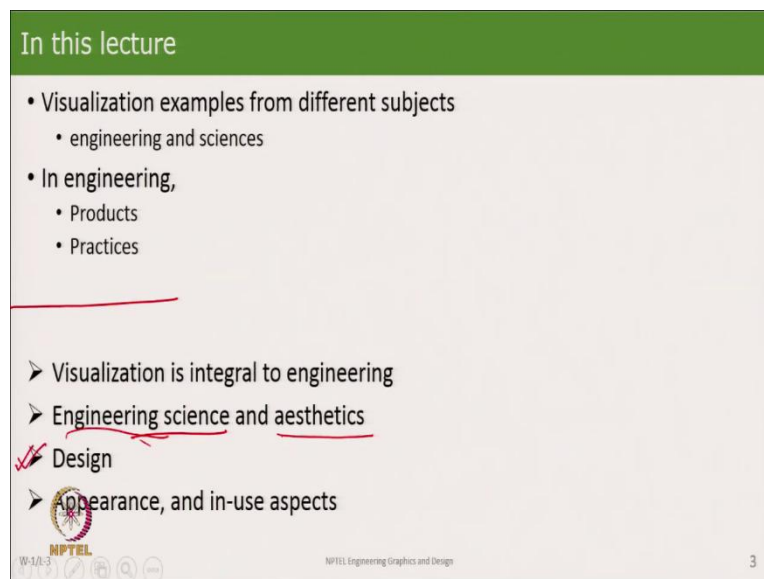 In this lecture
• Visualization examples from different subjects
• engineering and sciences
• In engineering,
• Products
• Practices
➤ Visualization is integral to engineering
➤ Engineering science and aesthetics
➤ Design
➤ Appearance, and in-use aspects
NPTEL
W-1/L-3
NPTEL Engineering Graphics and Design
3